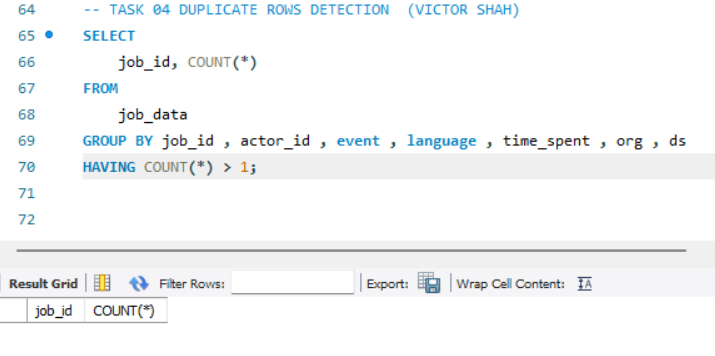 64 -- TASK 04 DUPLICATE ROWS DETECTION (VICTOR SHAH)
65 SELECT
66 job_id, COUNT(*)
67 FROM
68 job_data
69 GROUP BY job_id , actor_id , event , language , time_spent , org , ds
70 HAVING COUNT(*) > 1;
71
72
Result Grid Filter Rows: Export: Wrap Cell Content: IA
job_id COUNT(*)